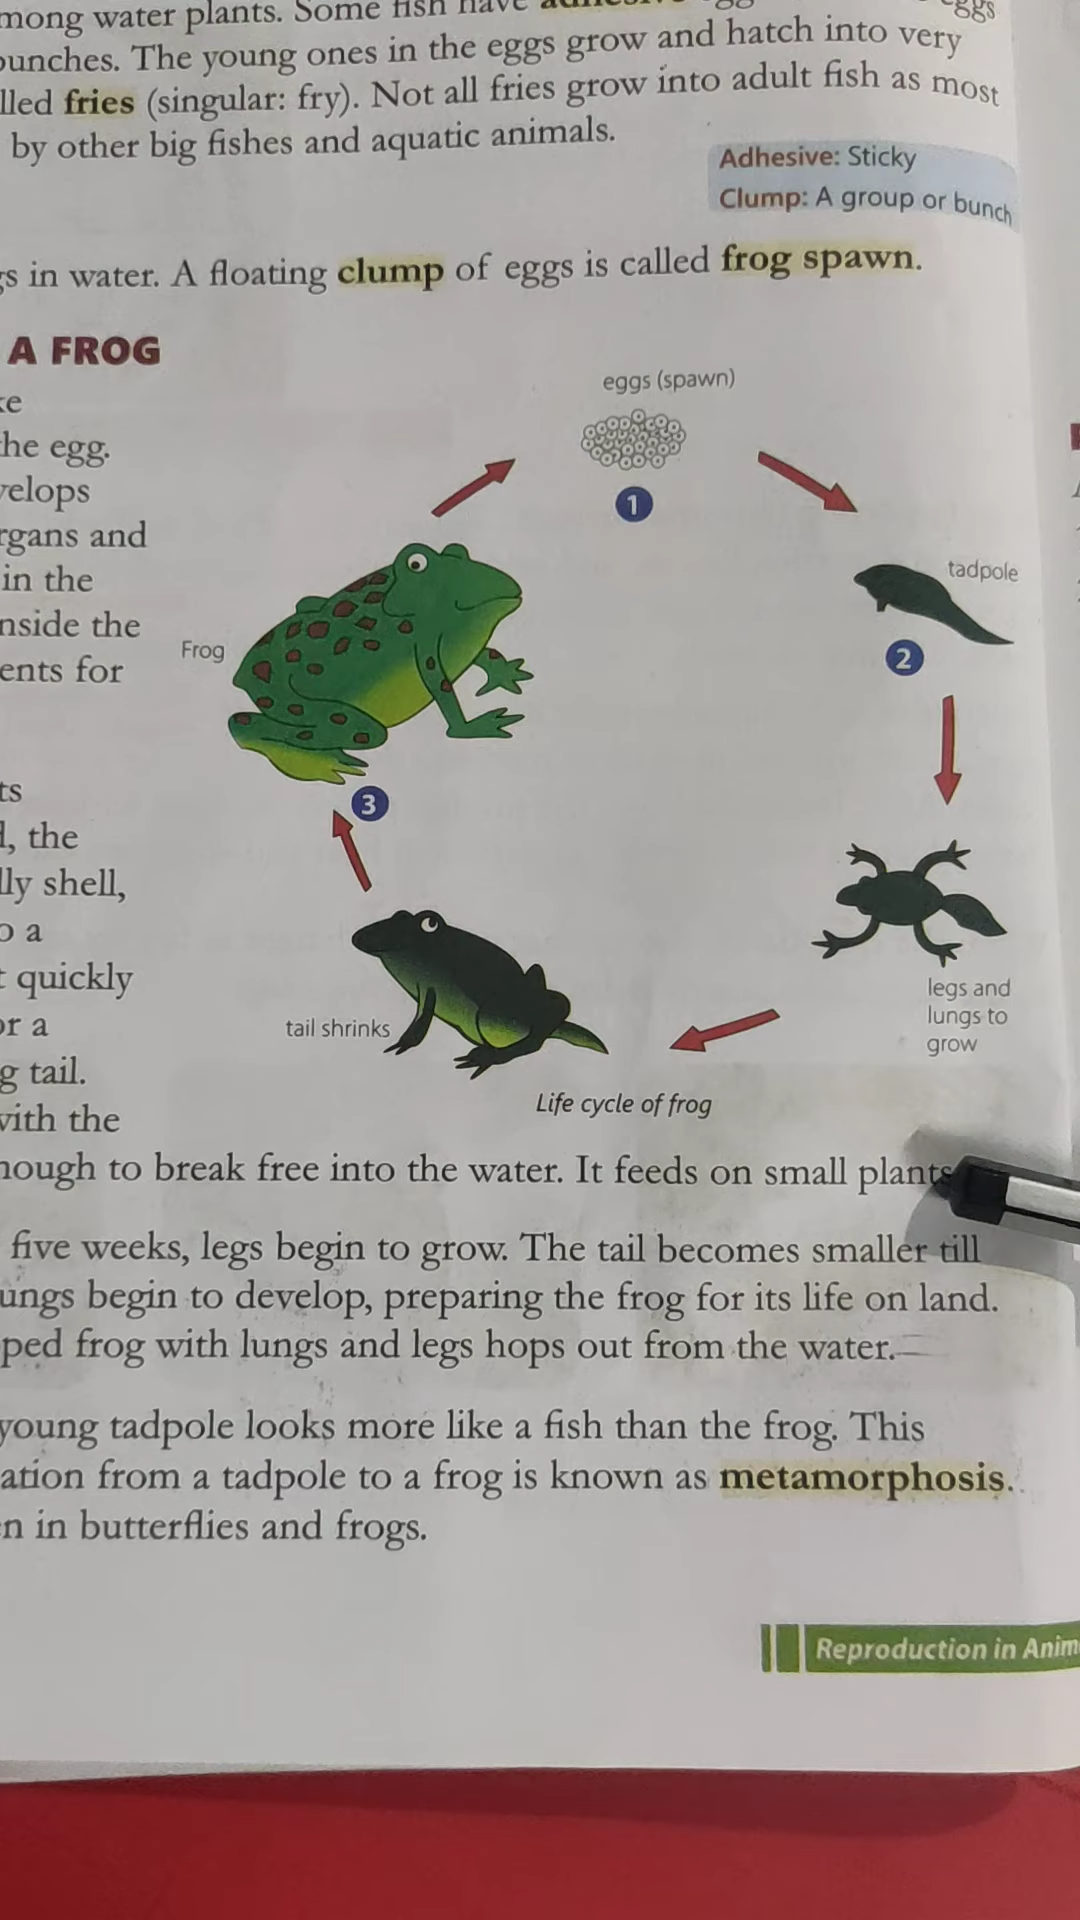 mong water plants. Some fish have adhesive eggs
bunches. The young ones in the eggs grow and hatch into very
lled fries (singular: fry). Not all fries grow into adult fish as most
by other big fishes and aquatic animals.
Adhesive: Sticky
Clump: A group or bunch
gs in water. A floating clump of eggs is called frog spawn.
A FROG
ke
he egg.
velops
rgans and
in the
nside the
ents for
ts
l, the
lly shell,
o a
t quickly
or a
g tail.
with the
eggs (spawn)
1
tadpole
2
legs and
lungs to
grow
tail shrinks
3
Frog
Life cycle of frog
nough to break free into the water. It feeds on small plants
five weeks, legs begin to grow. The tail becomes smaller till
ungs begin to develop, preparing the frog for its life on land.
ped frog with lungs and legs hops out from the water.
young tadpole looks more like a fish than the frog. This
ation from a tadpole to a frog is known as metamorphosis.
en in butterflies and frogs.
Reproduction in Anim